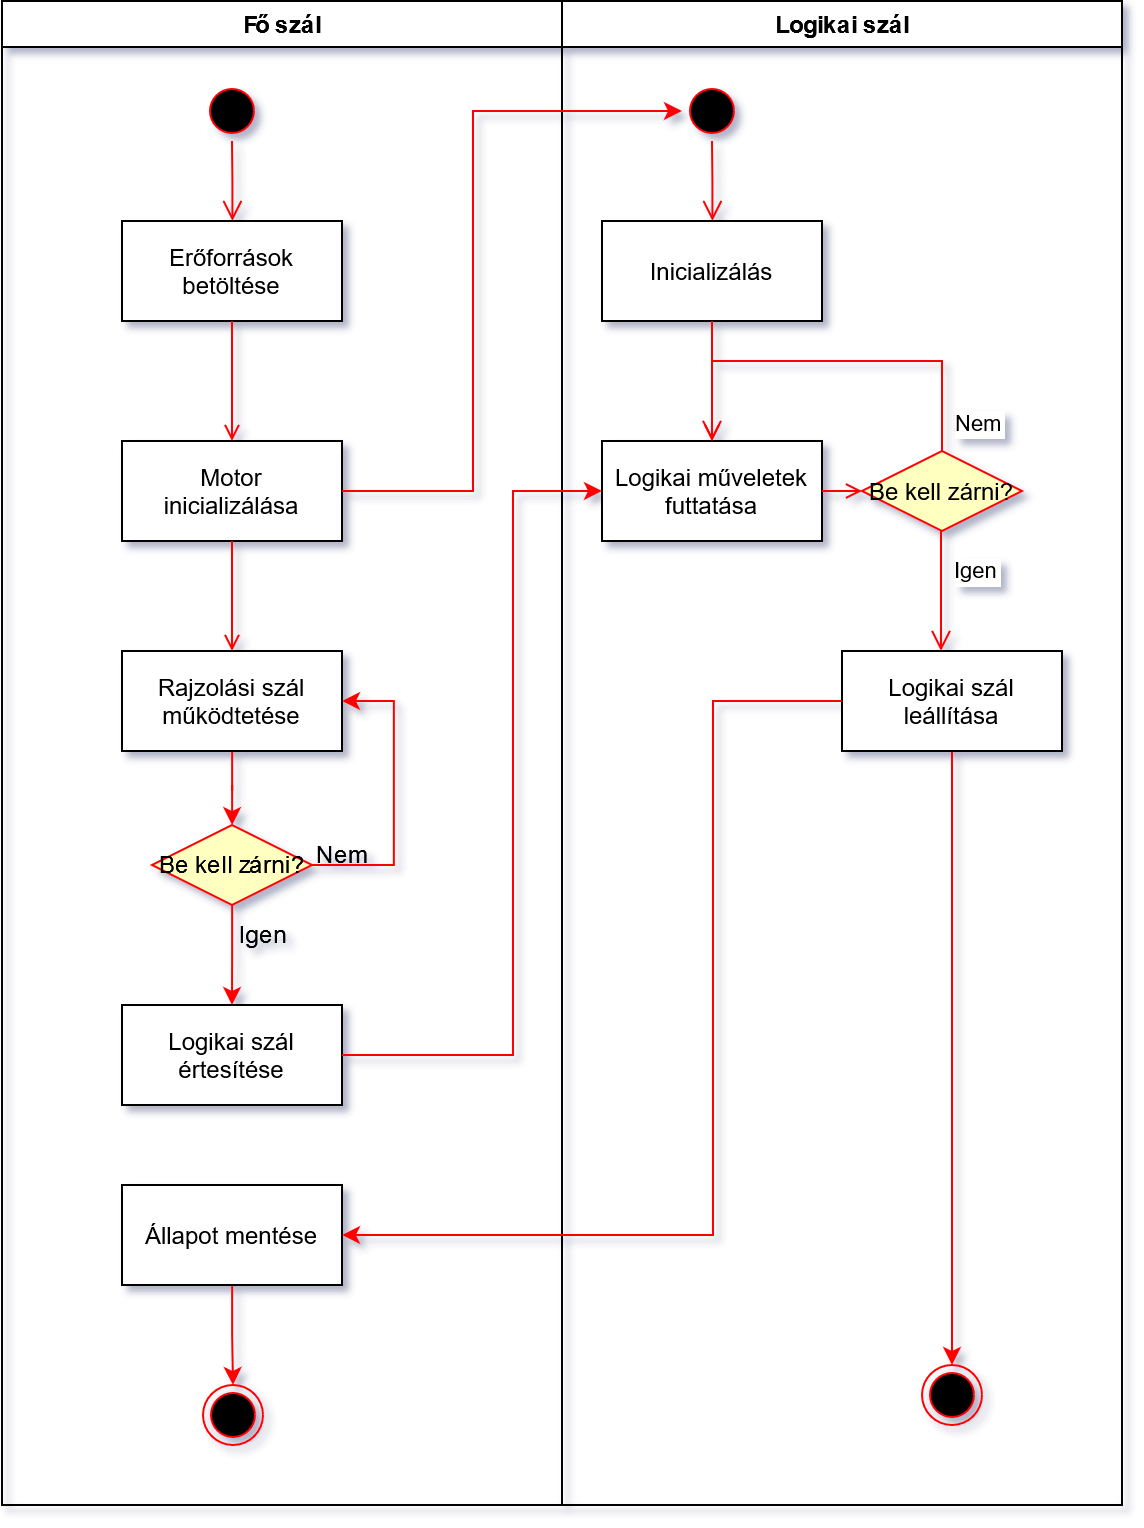 Fő szál
Logikai szál
Erőforrások
betöltése
Inicializálás
Nem
Motor
inicializálása
Logikai műveletek
futtatása
Be kell zárni?
Igen
Rajzolási szál
működtetése
Logikai szál
leállítása
Be kell zárni?
Nem
Igen
Logikai szál
értesítése
Állapot mentése